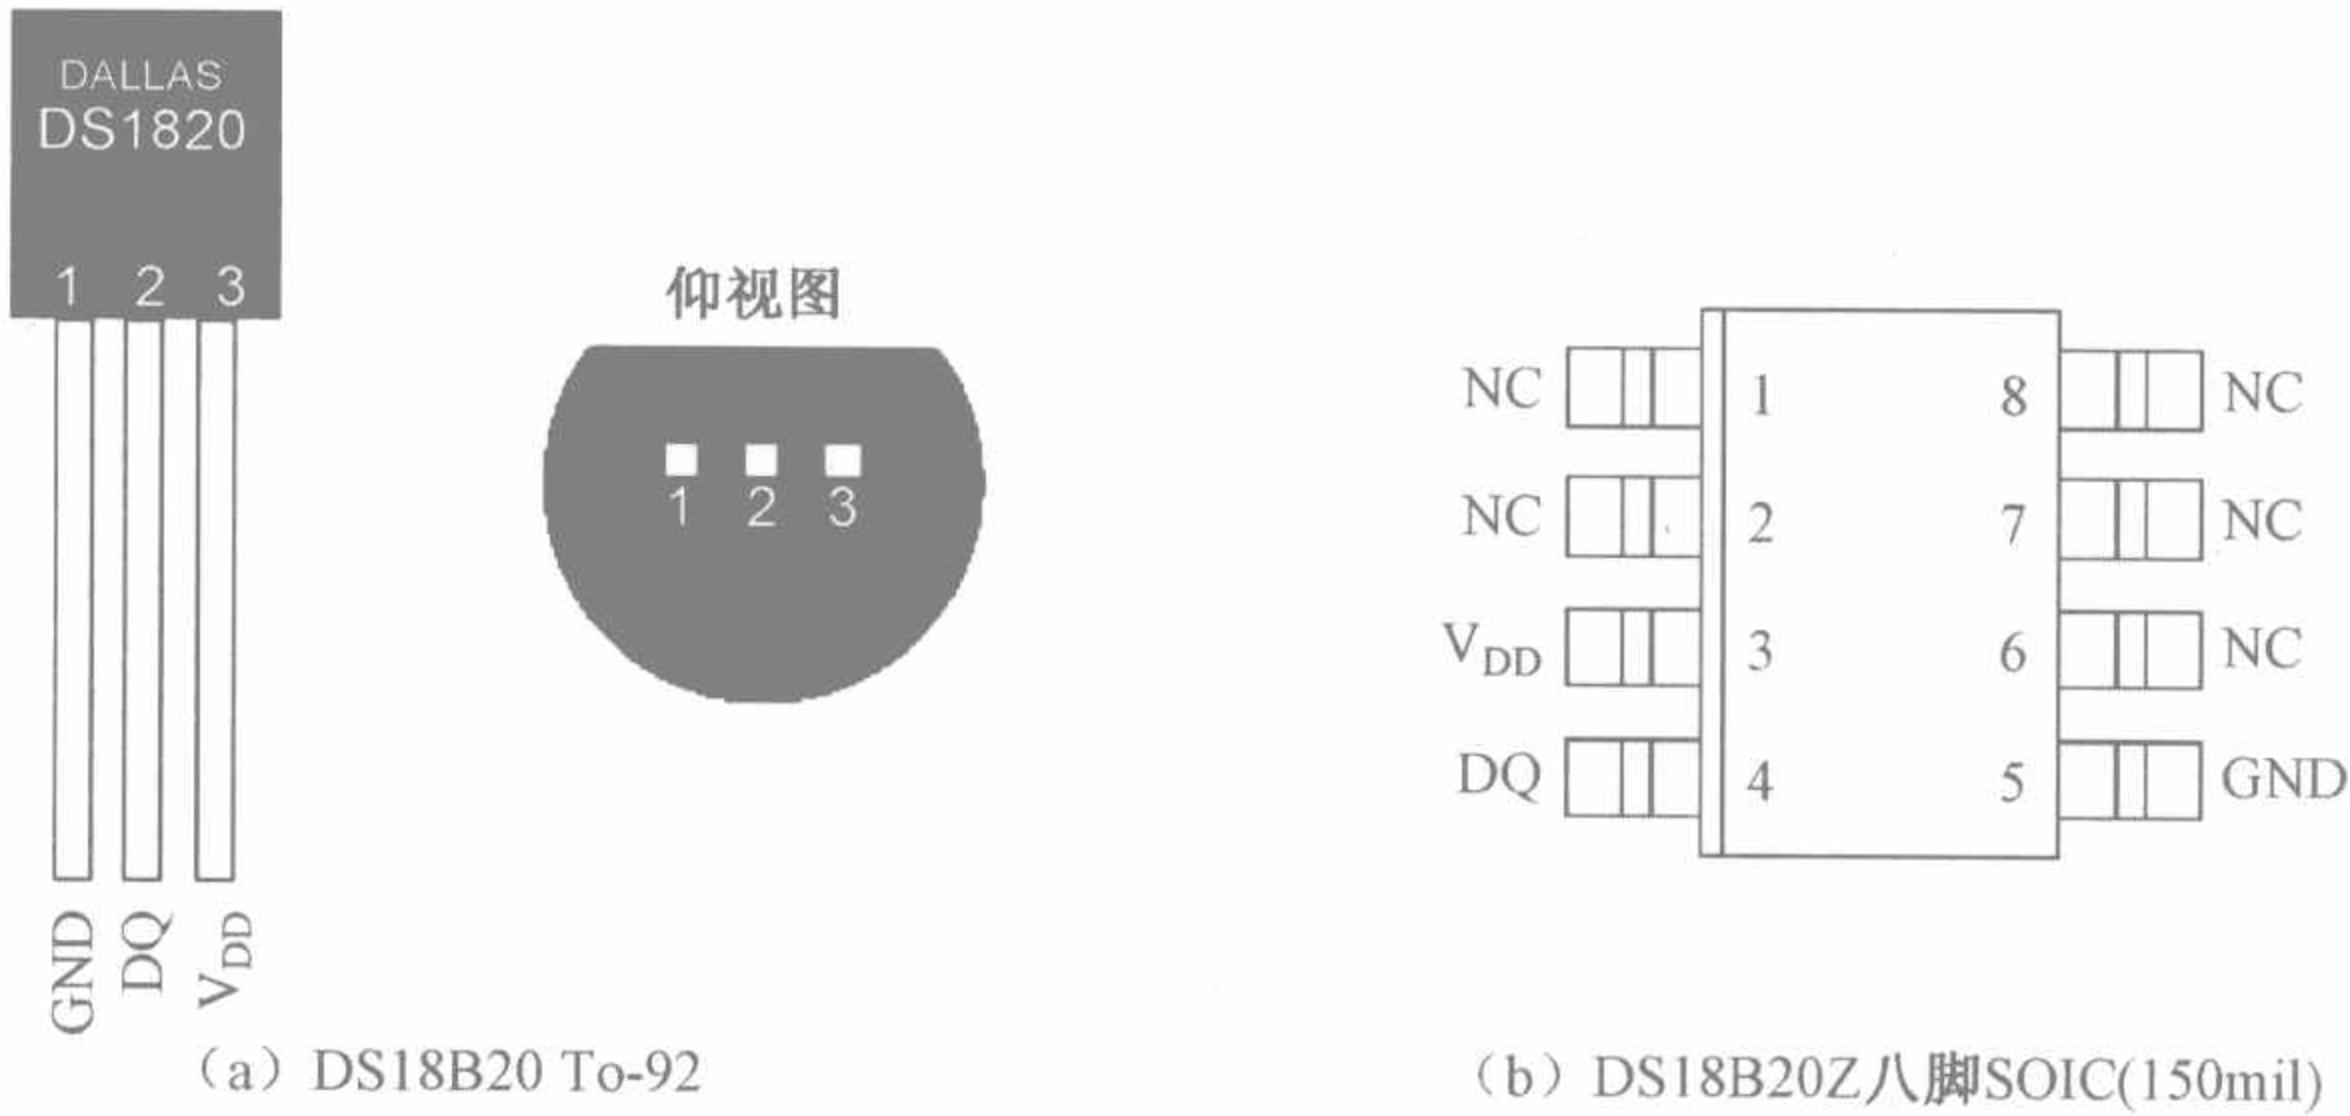 DALLAS
DS1820
1 2 3
GND DQ VDD
仰视图
1 2 3
(a) DS18B20 To-92
NC 1 8 NC
NC 2 7 NC
VDD 3 6 NC
DQ 4 5 GND
(b) DS18B20Z八脚SOIC(150mil)